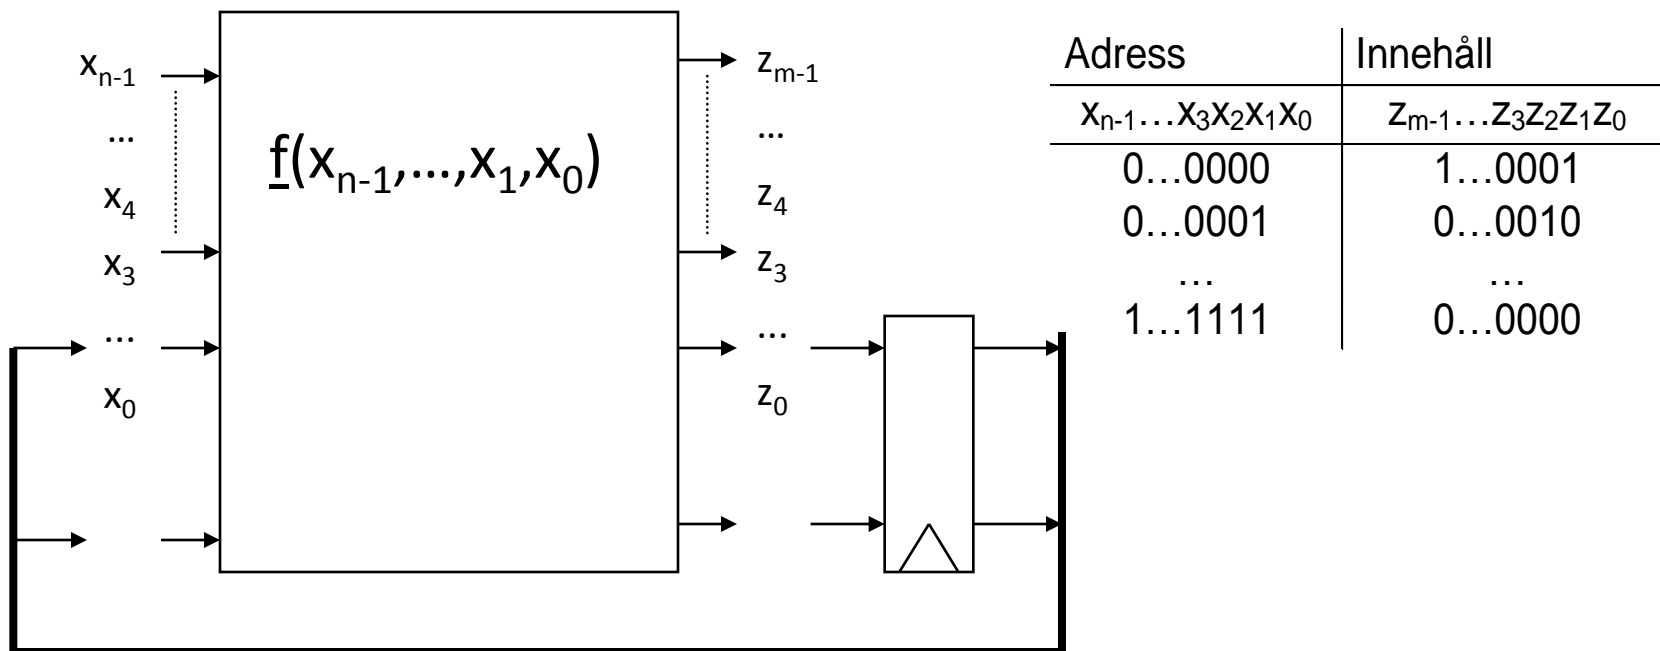 x_{n-1}
...
x_4
x_3
...
x_0
f(x_{n-1},...,x_1,x_0)
z_{m-1}
...
z_4
z_3
...
z_0
Adress Innehåll
x_{n-1}...x_3x_2x_1x_0 z_{m-1}...z_3z_2z_1z_0
0...0000 1...0001
0...0001 0...0010
... ...
1...1111 0...0000